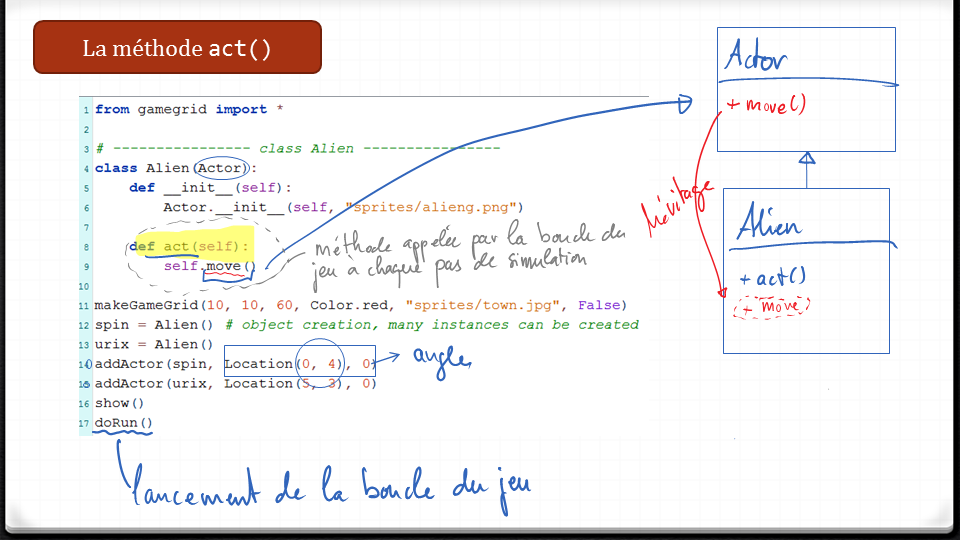 La méthode act()
1 from gamegrid import *
2
3 # ---------------- class Alien ----------------
4 class Alien(Actor):
5 def __init__(self):
6 Actor.__init__(self, "sprites/alieng.png")
7
8 def act(self):
9 self.move()
10
11 makeGameGrid(10, 10, 60, Color.red, "sprites/town.jpg", False)
12 spin = Alien() # object creation, many instances can be created
13 urix = Alien()
14 addActor(spin, Location(0, 4), 0)
15 addActor(urix, Location(5, 3), 0)
16 show()
17 doRun()
méthode appelée par la boucle du
jeu à chaque pas de simulation
angle
lancement de la boucle du jeu
Actor
+ move()
héritage
Alien
+ act()
+ move